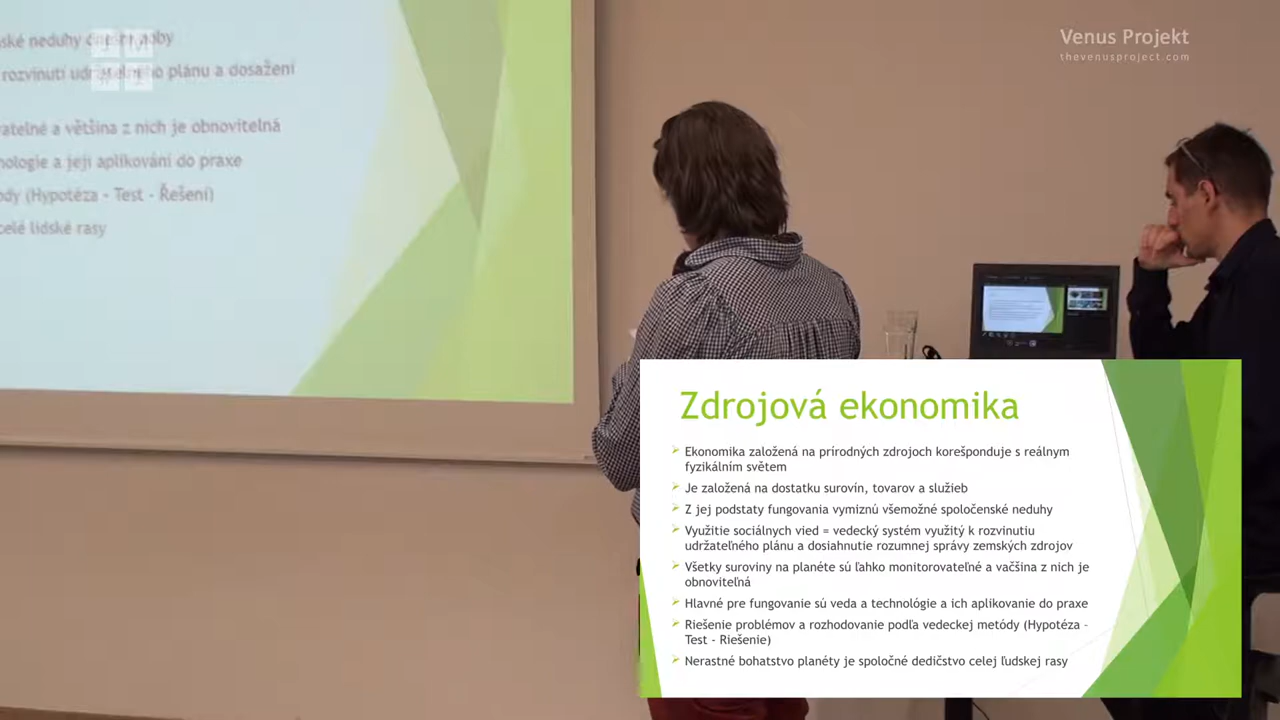 ské neduhy dnešní doby
rozvinutí udržitelného plánu a dosažení
vatelné a většina z nich je obnovitelná
nologie a její aplikování do praxe
ody (Hypotéza - Test - Řešení)
celé lidské rasy
Venus Projekt
thevenusproject.com
Zdrojová ekonomika
Ekonomika založená na prírodných zdrojoch korešponduje s reálnym
fyzikálním světem
Je založená na dostatku surovín, tovarov a služieb
Z jej podstaty fungovania vymiznú všemožné spoločenské neduhy
Využitie sociálnych vied = vedecký systém využitý k rozvinutiu
udržateľného plánu a dosiahnutie rozumnej správy zemských zdrojov
Všetky suroviny na planéte sú ľahko monitorovateľné a vačšina z nich je
obnoviteľná
Hlavné pre fungovanie sú veda a technológie a ich aplikovanie do praxe
Riešenie problémov a rozhodovanie podľa vedeckej metódy (Hypotéza -
Test - Riešenie)
Nerastné bohatstvo planéty je spoločné dedičstvo celej ľudskej rasy